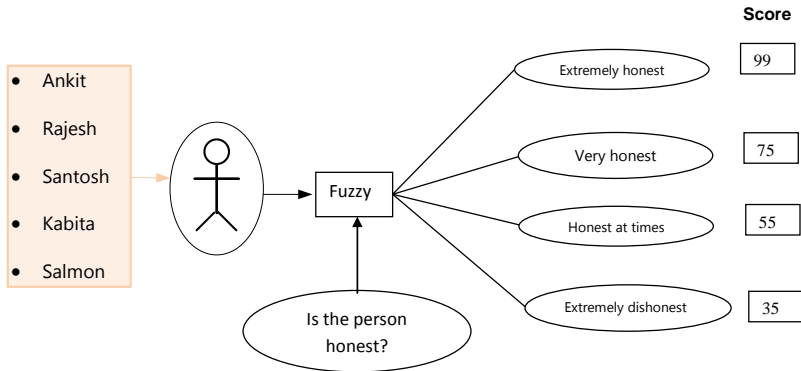 Score
• Ankit
• Rajesh
• Santosh
• Kabita
• Salmon
Fuzzy
Is the person
honest?
Extremely honest
99
Very honest
75
Honest at times
55
Extremely dishonest
35